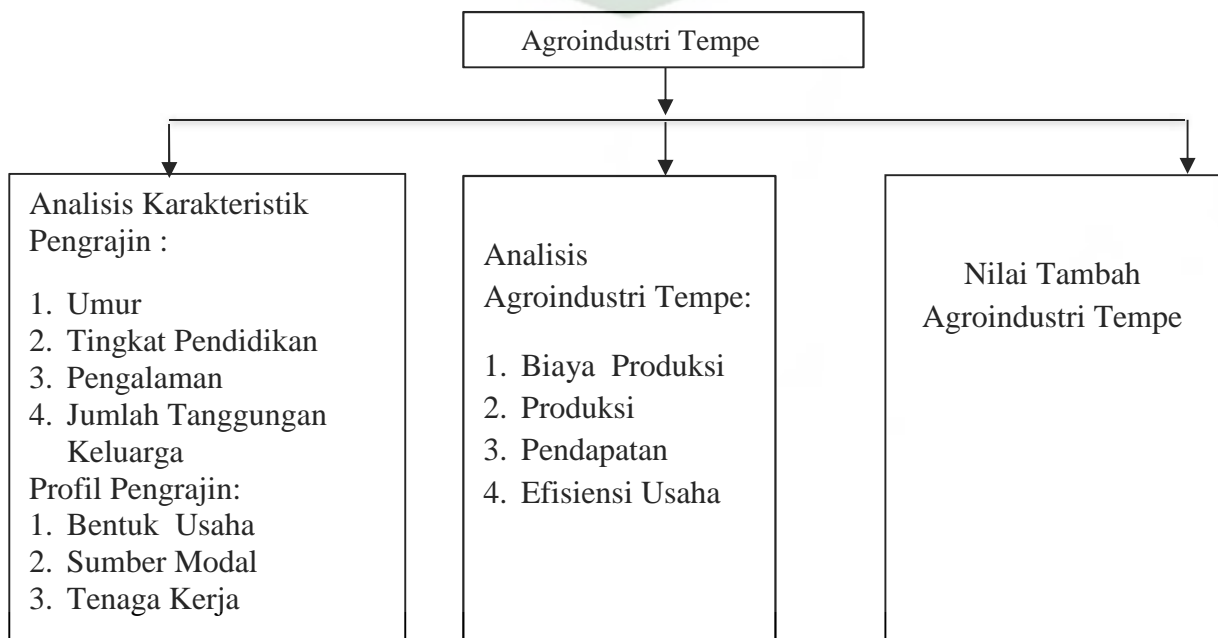 Agroindustri Tempe
Analisis Karakteristik
Pengrajin :
1. Umur
2. Tingkat Pendidikan
3. Pengalaman
4. Jumlah Tanggungan
Keluarga
Profil Pengrajin:
1. Bentuk Usaha
2. Sumber Modal
3. Tenaga Kerja
Analisis
Agroindustri Tempe:
1. Biaya Produksi
2. Produksi
3. Pendapatan
4. Efisiensi Usaha
Nilai Tambah
Agroindustri Tempe